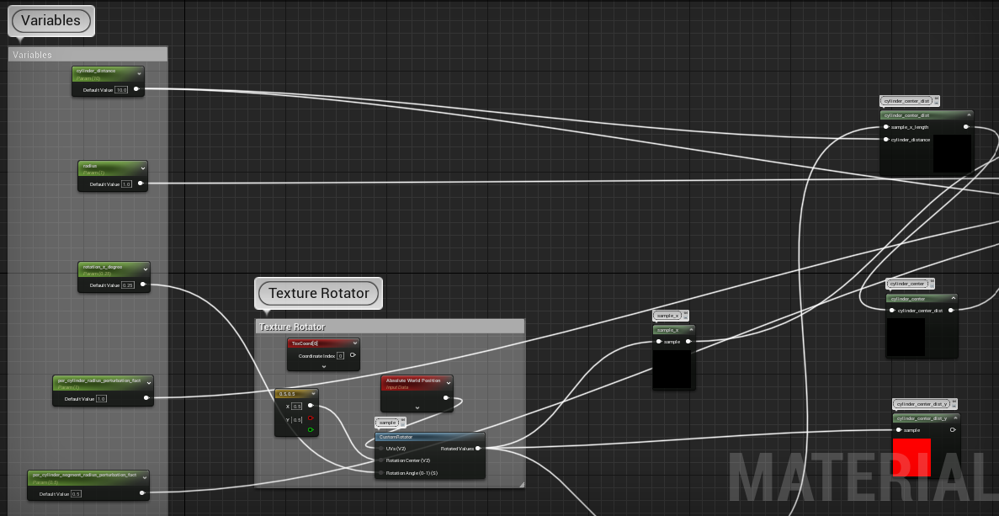 Variables
Variables
cylinder_distance
Param (10)
Default Value 10.0
radius
Param (1)
Default Value 1.0
rotation_x_degree
Param (0.25)
Default Value 0.25
per_cylinder_radius_perturbation_fact
Param (1)
Default Value 1.0
per_cylinder_segment_radius_perturbation_fact
Param (0.5)
Default Value 0.5
Texture Rotator
Texture Rotator
TexCoord[0]
Coordinate Index 0
0.5,0.5
X 0.5
Y 0.5
Absolute World Position
Input Data
sample
CustomRotator
UVs (V2)
Rotated Values
Rotation Center (V2)
Rotation Angle (0-1) (S)
sample_x
sample_x
sample
cylinder_center_dist
cylinder_center_dist
sample_x_length
cylinder_distance
cylinder_center
cylinder_center
cylinder_center_dist
cylinder_center_dist_y
cylinder_center_dist_y
sample
MATERIAL